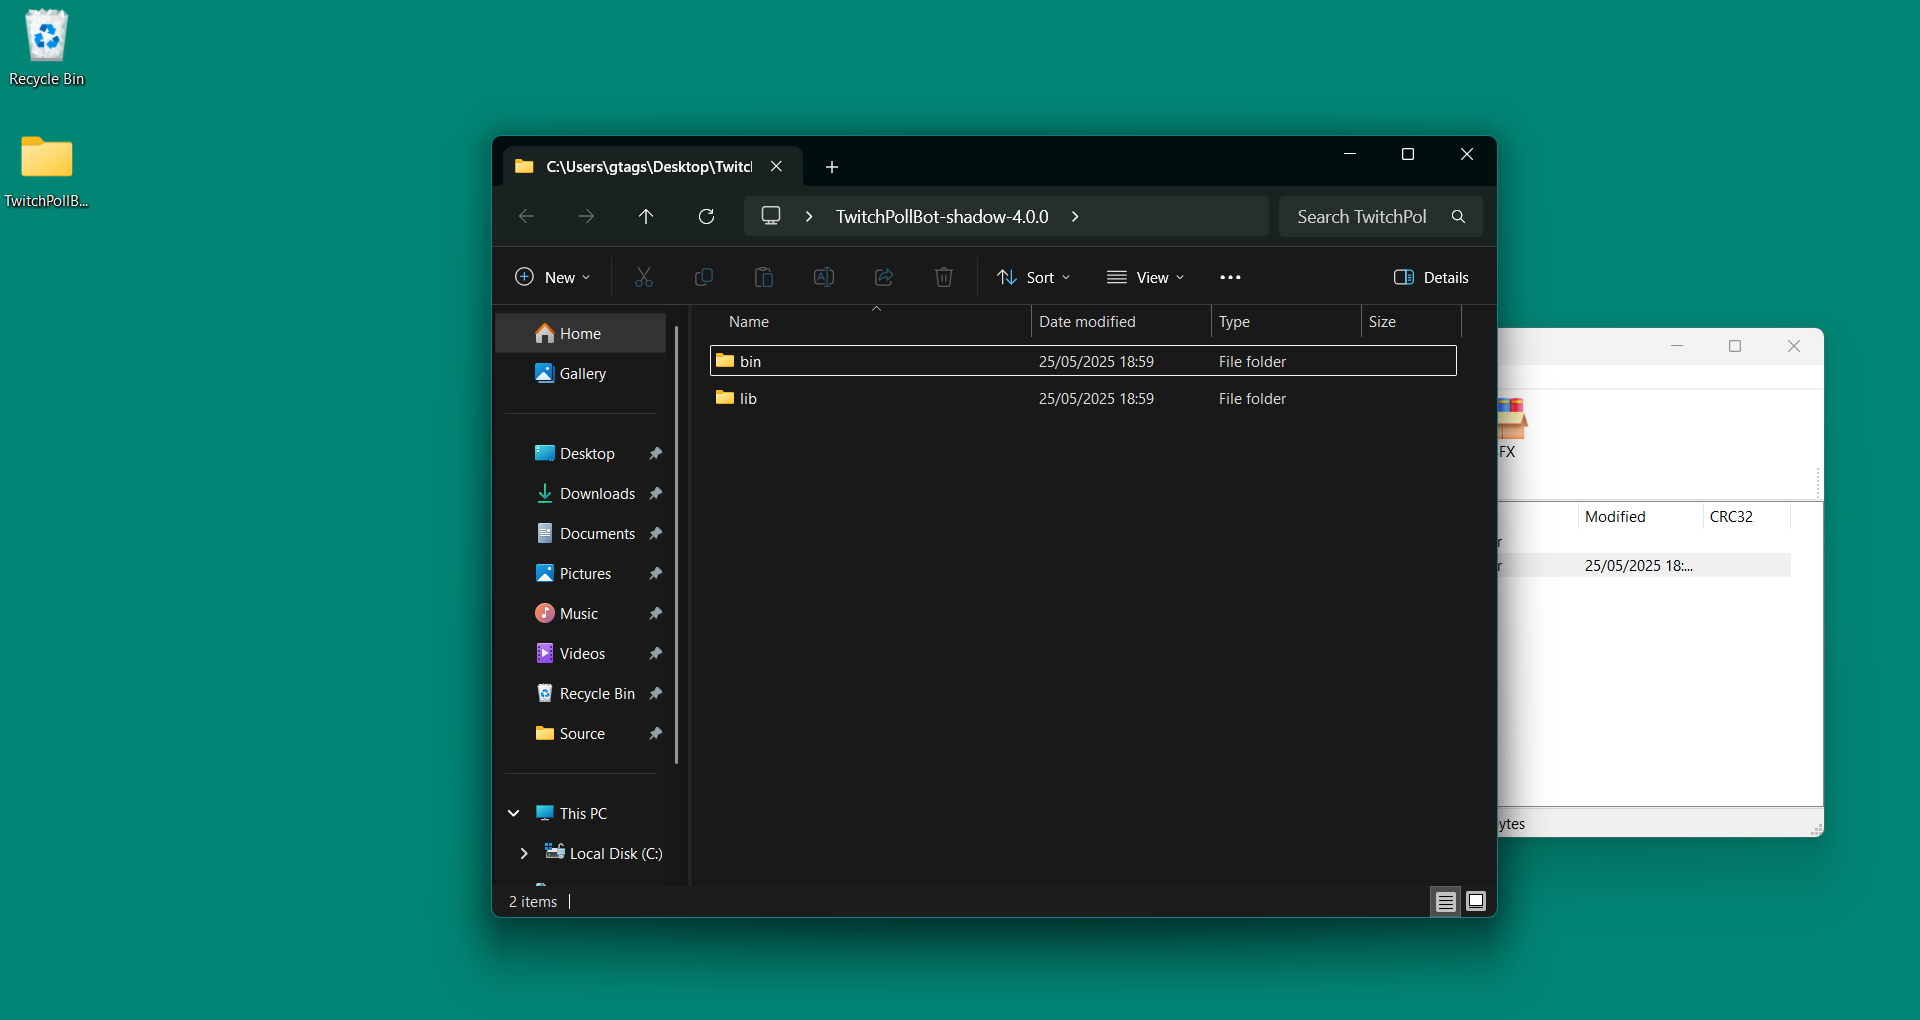 Recycle Bin
TwitchPollB...
C:\Users\gtags\Desktop\Twitc
TwitchPollBot-shadow-4.0.0
Search TwitchPol
New
Sort
View
Details
Name
Date modified
Type
Size
Home
Gallery
bin
25/05/2025 18:59
File folder
lib
25/05/2025 18:59
File folder
Desktop
Downloads
Documents
Pictures
Music
Videos
Recycle Bin
Source
This PC
Local Disk (C:)
2 items
FX
Modified
CRC32
r
r
25/05/2025 18:...
ytes